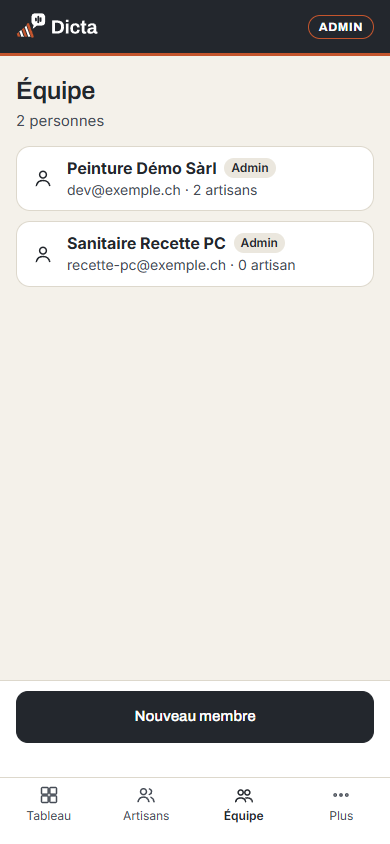 Dicta
ADMIN
Équipe
2 personnes
Peinture Démo Sàrl Admin
dev@exemple.ch · 2 artisans
Sanitaire Recette PC Admin
recette-pc@exemple.ch · 0 artisan
Nouveau membre
Tableau Artisans Équipe Plus